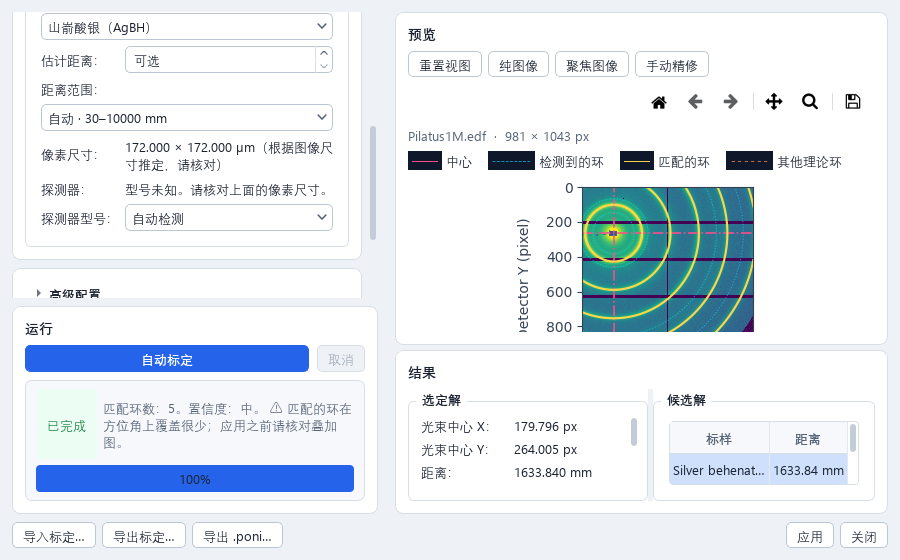 山嵛酸银（AgBH）
估计距离:
可选
距离范围:
自动 · 30–10000 mm
像素尺寸:
172.000 × 172.000 µm（根据图像尺
寸推定，请核对）
探测器:
型号未知。请核对上面的像素尺寸。
探测器型号:
自动检测
高级配置
运行
自动标定
取消
已完成
匹配环数：5。置信度：中。⚠ 匹配的环在
方位角上覆盖很少；应用之前请核对叠加
图。
100%
导入标定...
导出标定...
导出 .poni...
预览
重置视图
纯图像
聚焦图像
手动精修
Pilatus1M.edf · 981 × 1043 px
中心
检测到的环
匹配的环
其他理论环
0
200
400
600
800
etector Y (pixel)
结果
选定解
光束中心 X:
179.796 px
光束中心 Y:
264.005 px
距离:
1633.840 mm
候选解
标样
距离
Silver behenat...
1633.84 mm
应用
关闭